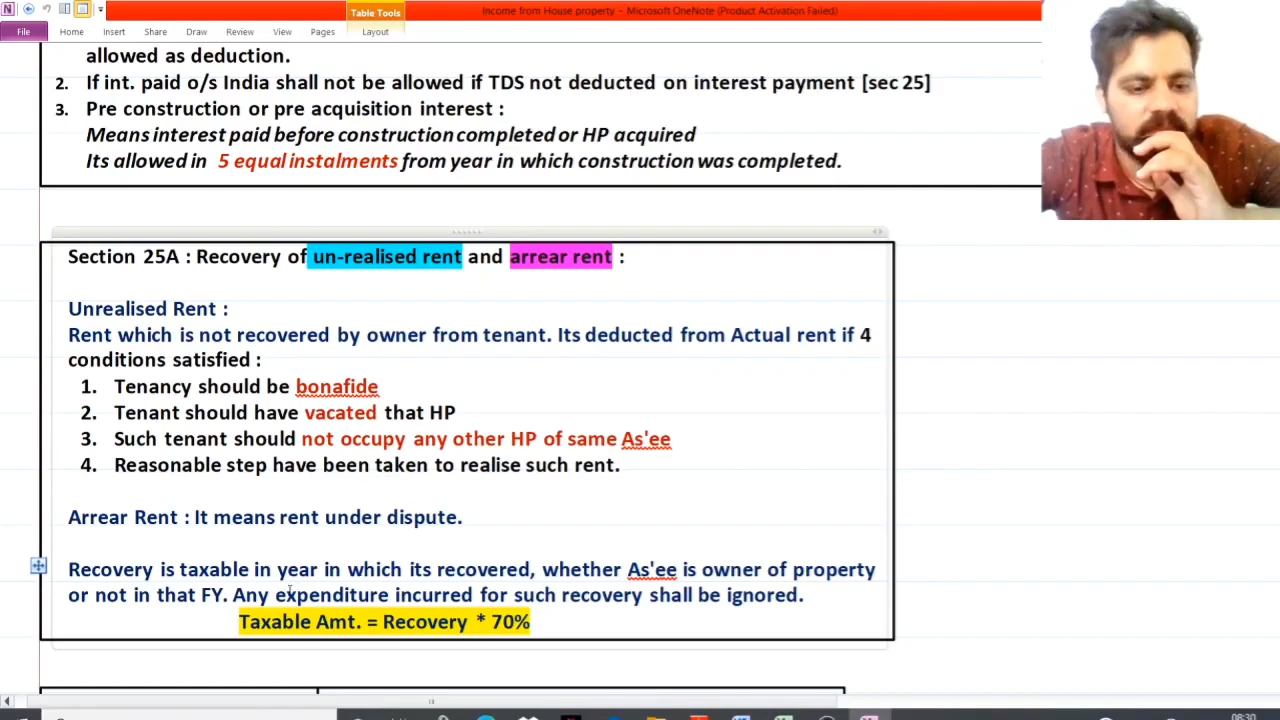 Table Tools
Income from House property - Microsoft OneNote (Product Activation Failed)
File Home Insert Share Draw Review View Pages Layout
allowed as deduction.
2. If int. paid o/s India shall not be allowed if TDS not deducted on interest payment [sec 25]
3. Pre construction or pre acquisition interest :
Means interest paid before construction completed or HP acquired
Its allowed in 5 equal instalments from year in which construction was completed.
Section 25A : Recovery of un-realised rent and arrear rent :
Unrealised Rent :
Rent which is not recovered by owner from tenant. Its deducted from Actual rent if 4
conditions satisfied :
1. Tenancy should be bonafide
2. Tenant should have vacated that HP
3. Such tenant should not occupy any other HP of same As'ee
4. Reasonable step have been taken to realise such rent.
Arrear Rent : It means rent under dispute.
Recovery is taxable in year in which its recovered, whether As'ee is owner of property
or not in that FY. Any expenditure incurred for such recovery shall be ignored.
Taxable Amt. = Recovery * 70%
08:30